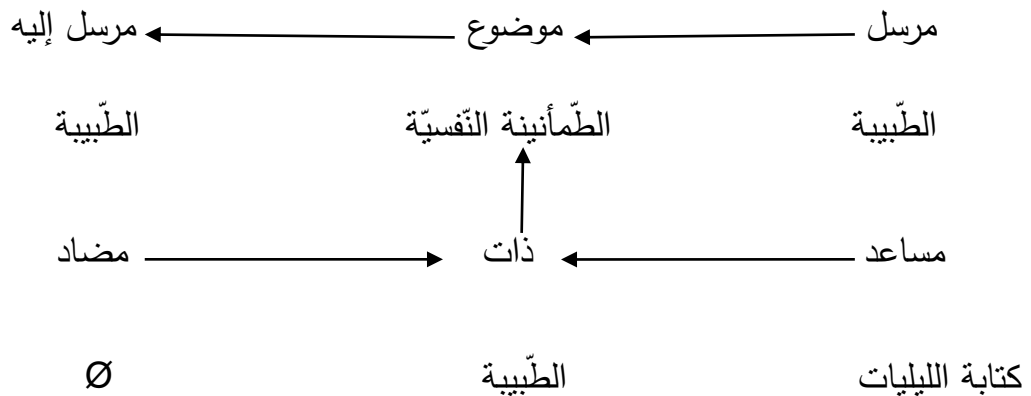 مرسل موضوع مرسل إليه
الطّبيبة الطّمأنينة النّفسيّة الطّبيبة
مساعد ذات مضاد
كتابة الليليات الطّبيبة Ø